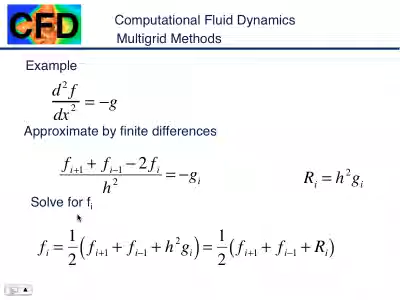 CFD
Computational Fluid Dynamics
Multigrid Methods
Example
d²f/dx² = −g
Approximate by finite differences
(f_{i+1} + f_{i−1} − 2f_i)/h² = −g_i
R_i = h²g_i
Solve for f_i
f_i = 1/2 (f_{i+1} + f_{i−1} + h²g_i) = 1/2 (f_{i+1} + f_{i−1} + R_i)